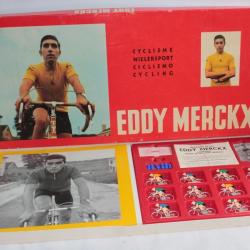 EDDY MERCKX
CYCLISME
WIELERSPORT
CICLISMO
CYCLING
EDDY MERCKX
EDDY MERCKX